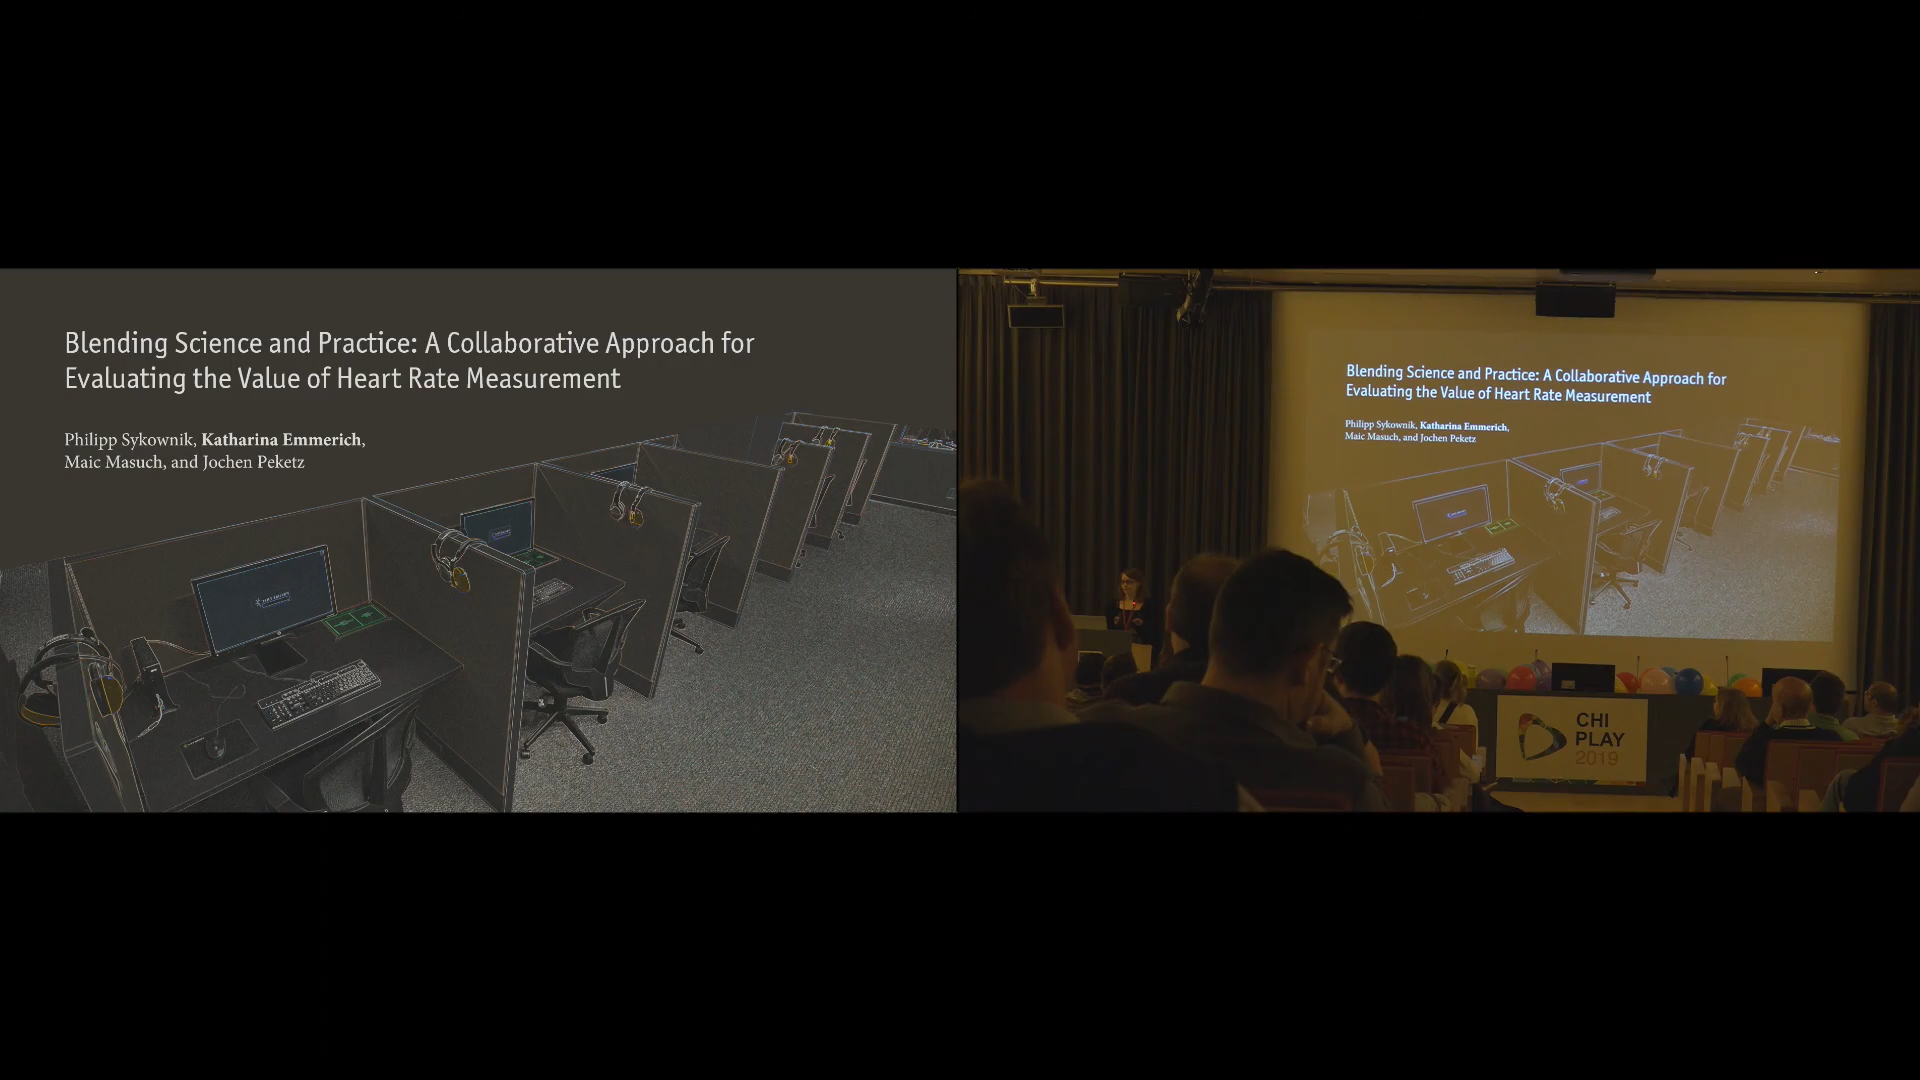 Blending Science and Practice: A Collaborative Approach for
Evaluating the Value of Heart Rate Measurement
Philipp Sykownik, Katharina Emmerich,
Maic Masuch, and Jochen Peketz
Blending Science and Practice: A Collaborative Approach for
Evaluating the Value of Heart Rate Measurement
Philipp Sykownik, Katharina Emmerich,
Maic Masuch, and Jochen Peketz
CHI
PLAY
2019